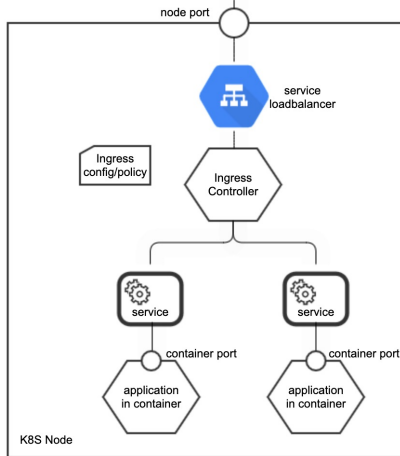 node port
service
loadbalancer
Ingress
config/policy
Ingress
Controller
service
service
container port
container port
application
in container
application
in container
K8S Node